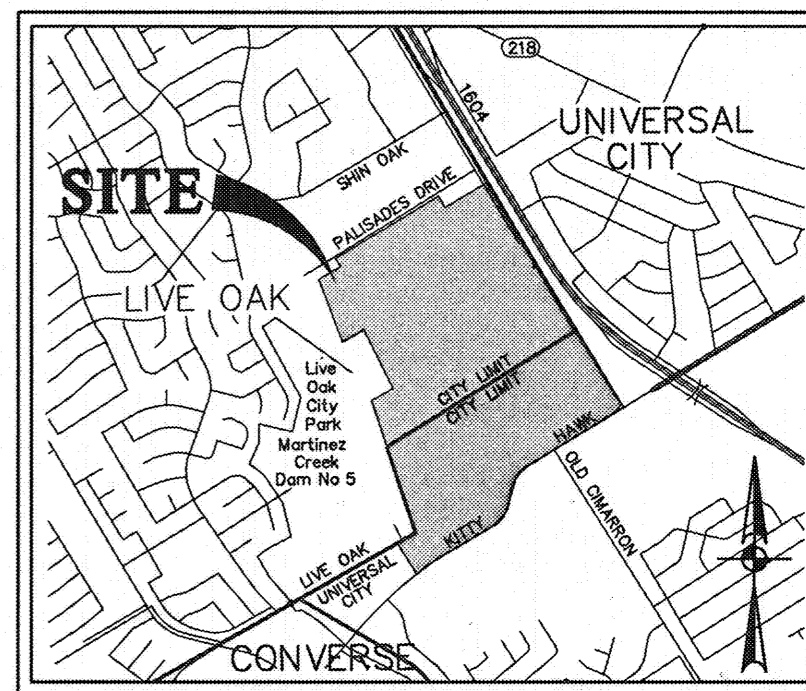 218
1604
UNIVERSAL
CITY
SHIN OAK
SITE
PALISADES DRIVE
LIVE OAK
Live
Oak
City
Park
Martinez
Creek
Dam No 5
CITY LIMIT
CITY LIMIT
KITTY
HAWK
OLD CIMARRON
LIVE OAK
UNIVERSAL
CITY
CONVERSE